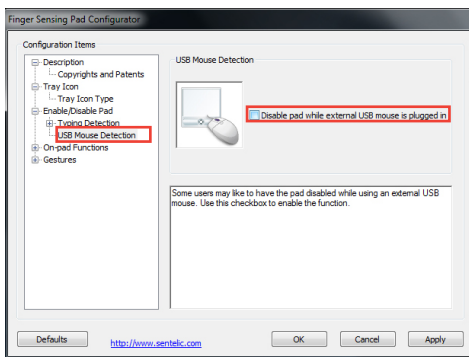 Finger Sensing Pad Configurator
Configuration Items
Description
Copyrights and Patents
Tray Icon
Tray Icon Type
Enable/Disable Pad
Typing Detection
USB Mouse Detection
On-pad Functions
Gestures
USB Mouse Detection
Disable pad while external USB mouse is plugged in
Some users may like to have the pad disabled while using an external USB
mouse. Use this checkbox to enable the function.
Defaults
http://www.sentelic.com
OK
Cancel
Apply